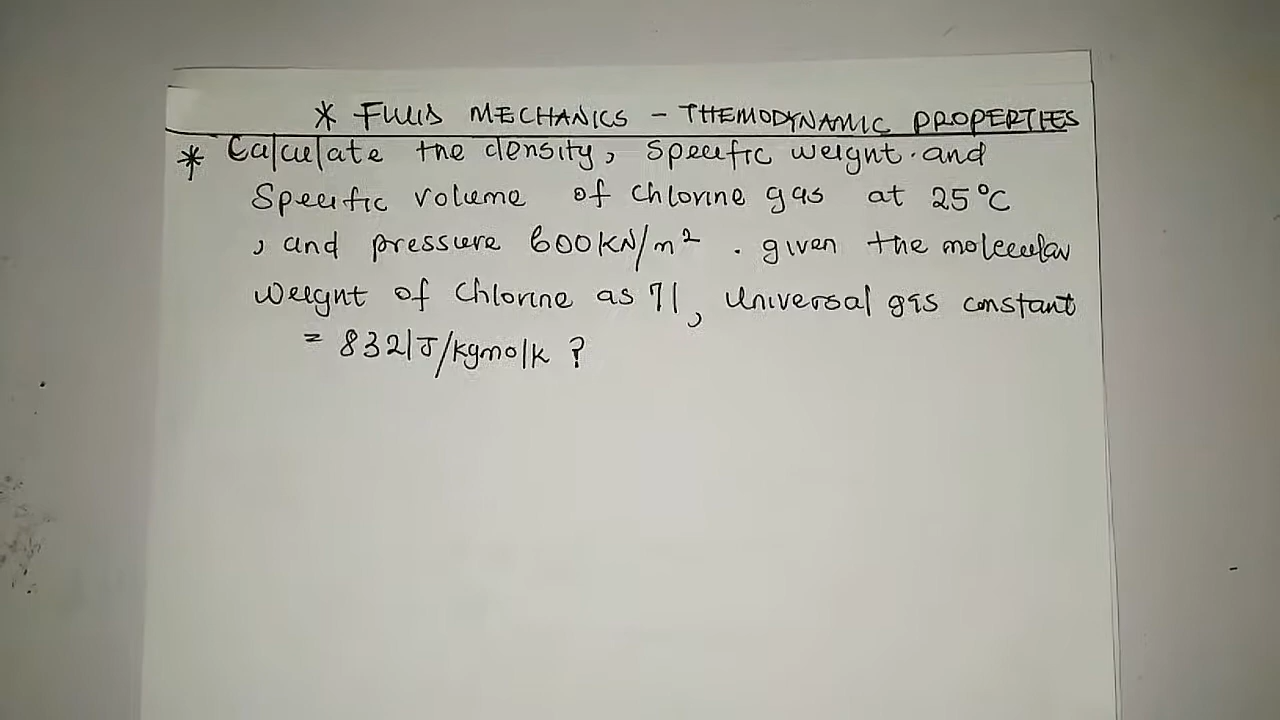 * FLUID MECHANICS - THEMODYNAMIC PROPERTIES
* Calculate the density, specific weight. and
Specific volume of chlorine gas at 25°C
, and pressure 600KN/m². given the molecular
weight of chlorine as 71, universal gas constant
= 8321J/kgmolk ?